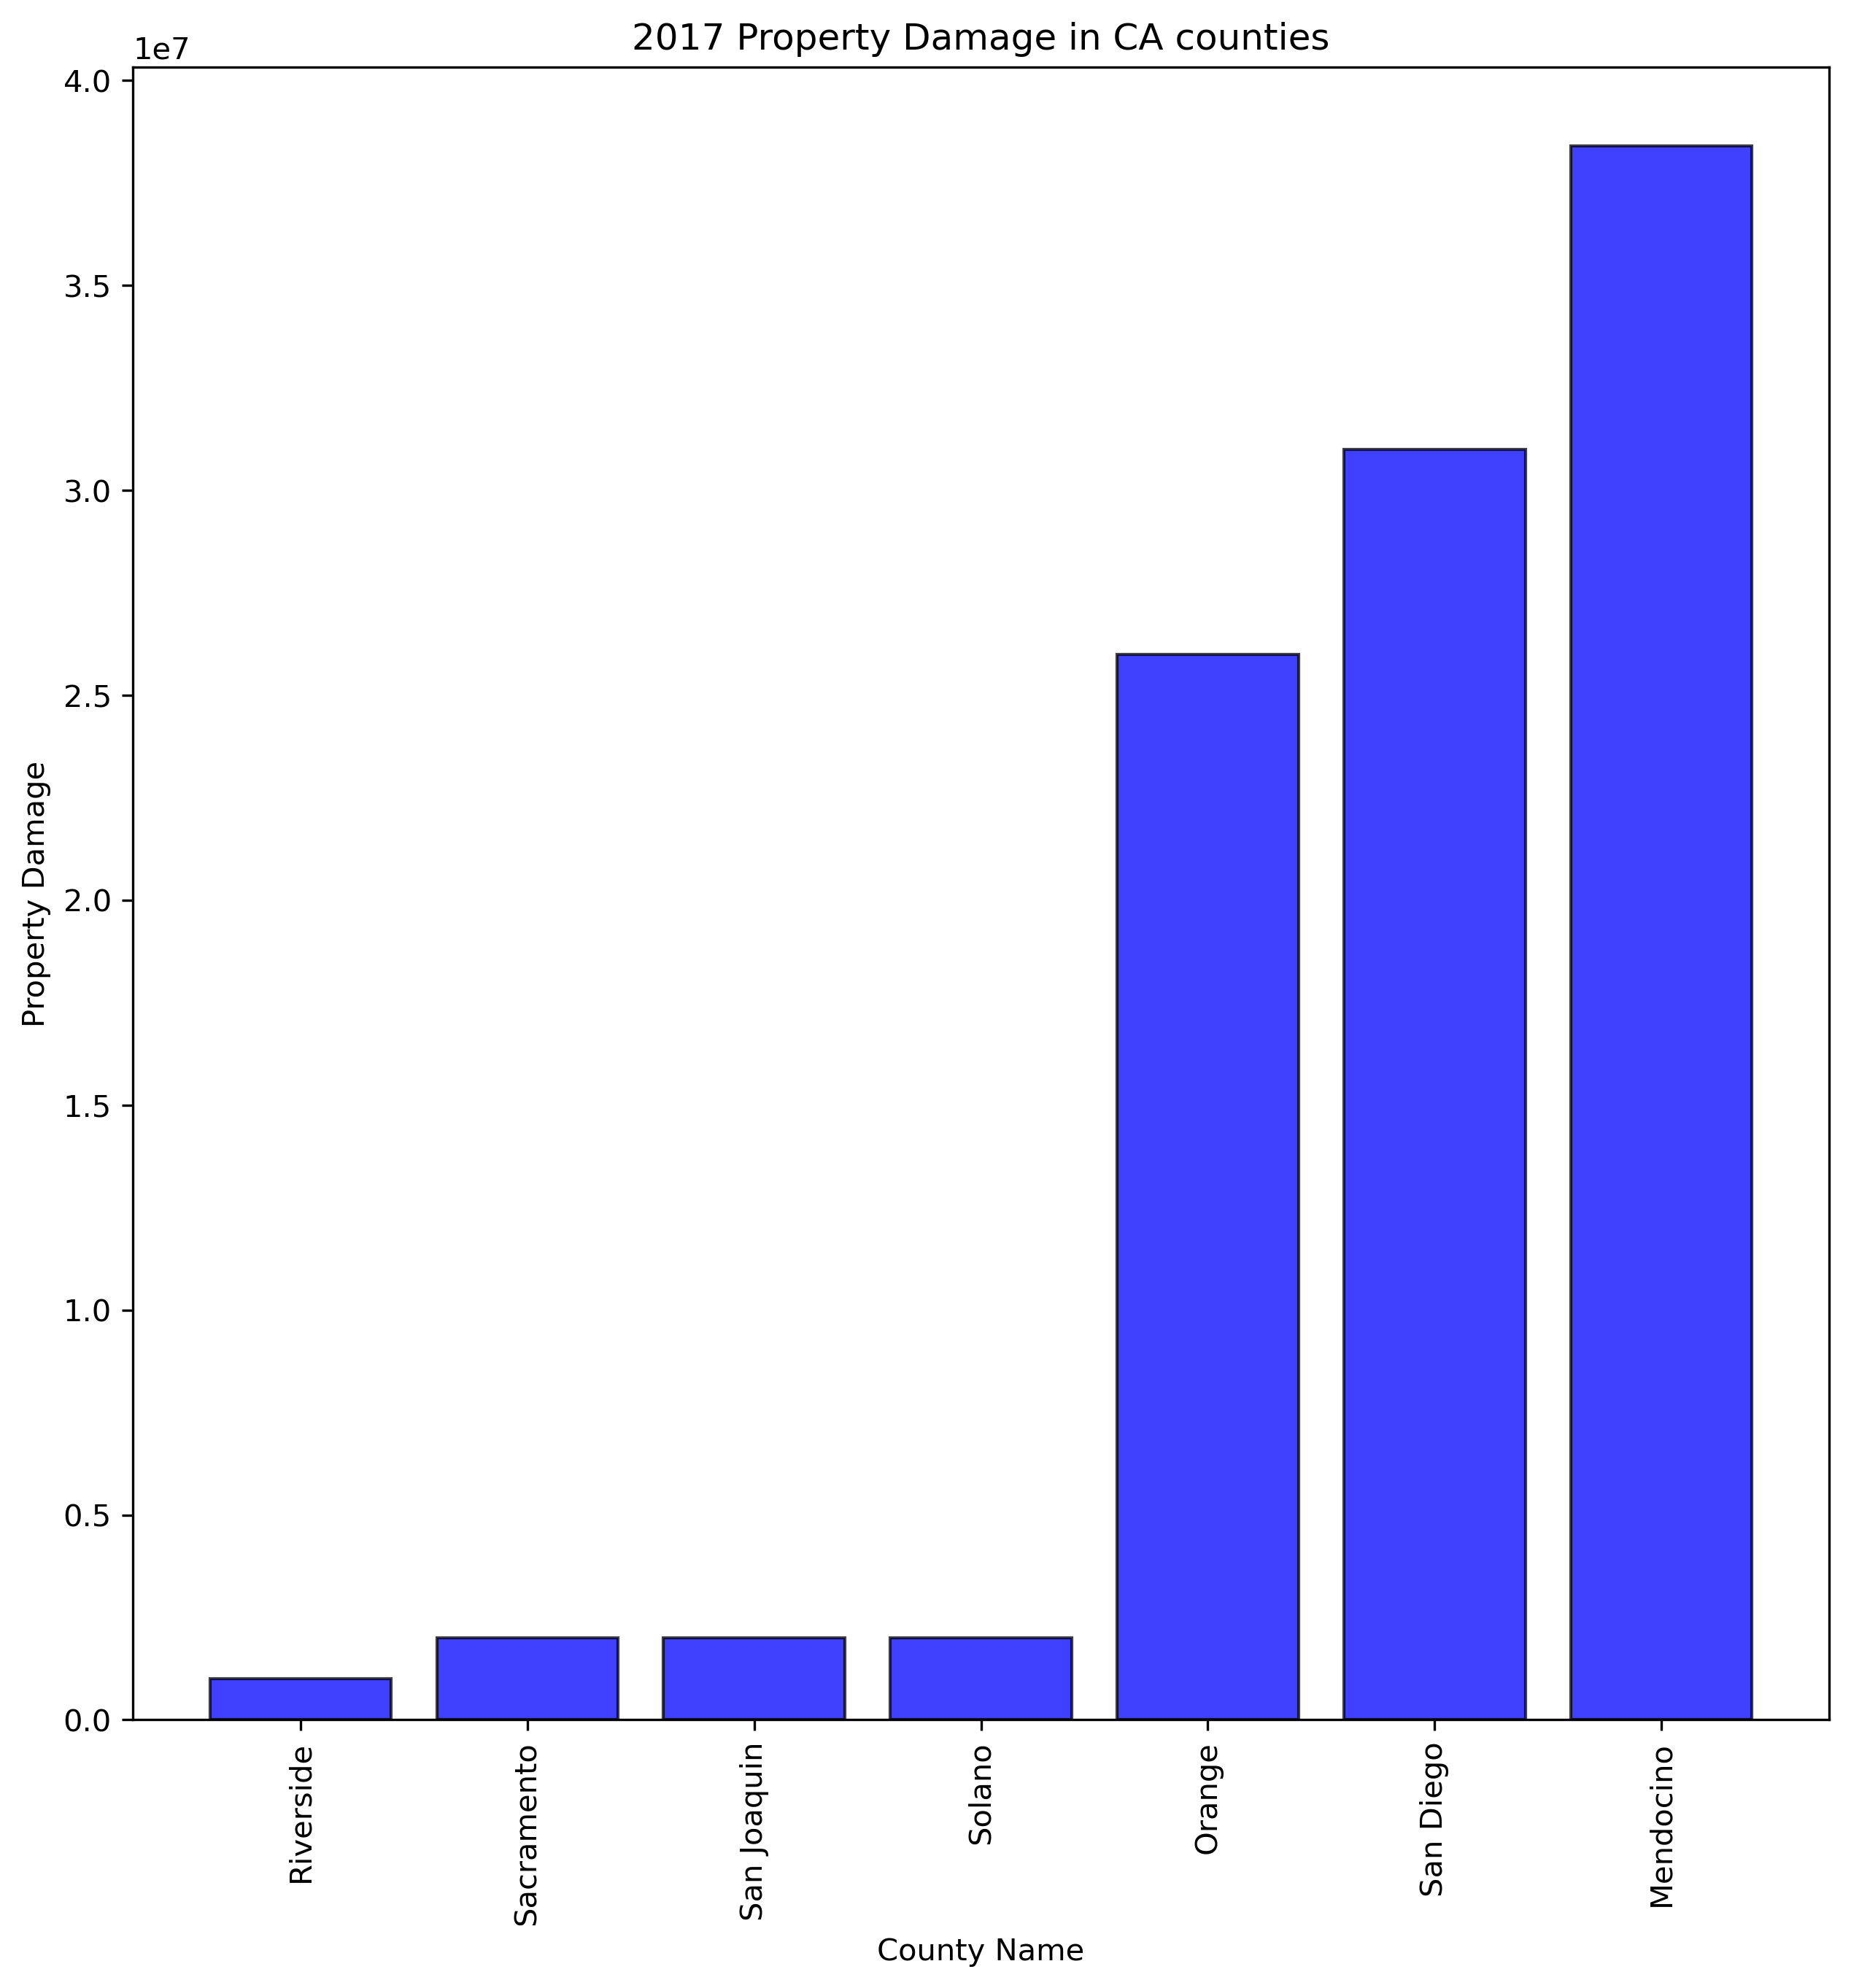 2017 Property Damage in CA counties
1e7
4.0
3.5
3.0
2.5
2.0
1.5
1.0
0.5
0.0
Property Damage
Riverside
Sacramento
San Joaquin
Solano
Orange
San Diego
Mendocino
County Name